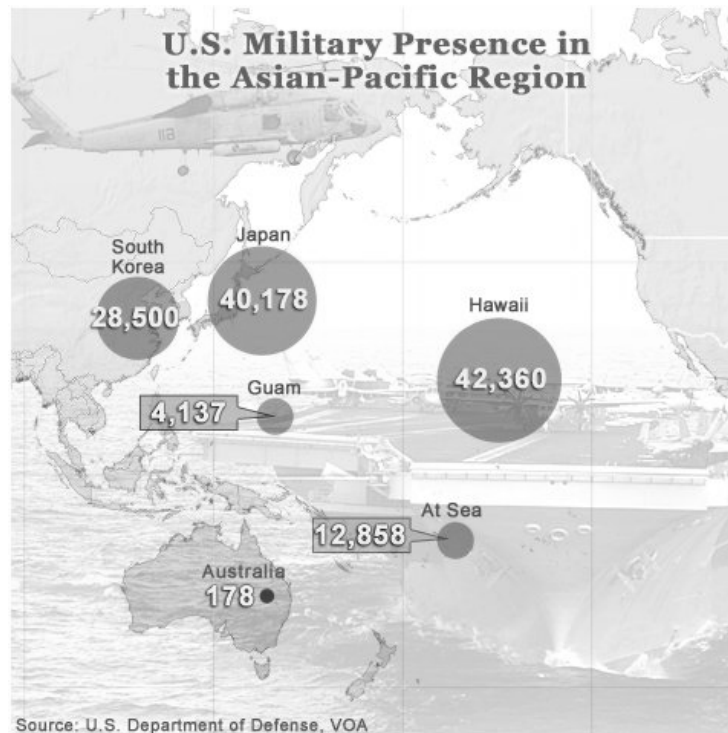 U.S. Military Presence in
the Asian-Pacific Region
South
Korea
28,500
Japan
40,178
Hawaii
42,360
Guam
4,137
At Sea
12,858
Australia
178
Source: U.S. Department of Defense, VOA